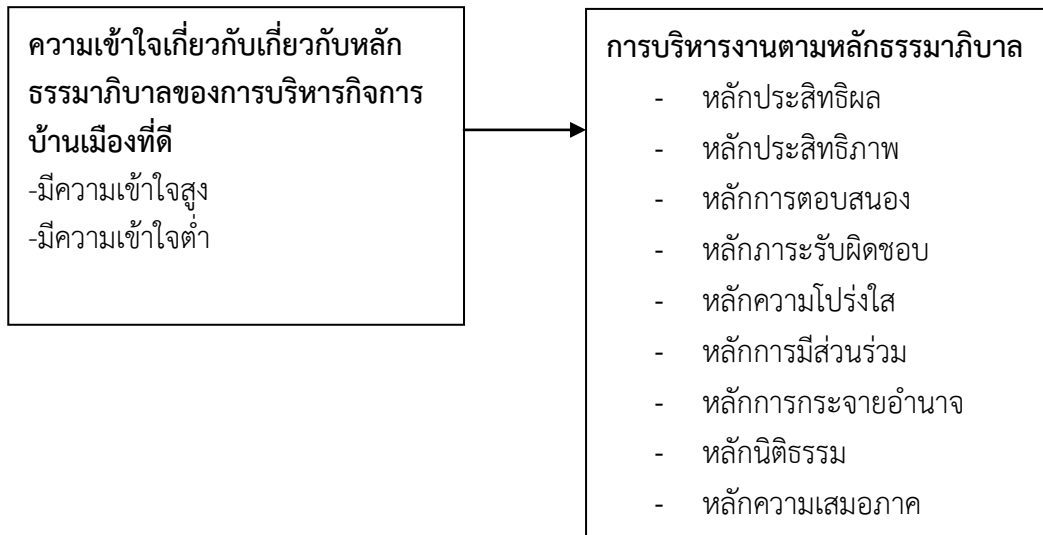 ความเข้าใจเกี่ยวกับเกี่ยวกับหลัก
ธรรมาภิบาลของการบริหารกิจการ
บ้านเมืองที่ดี
-มีความเข้าใจสูง
-มีความเข้าใจต่ำ
การบริหารงานตามหลักธรรมาภิบาล
- หลักประสิทธิผล
- หลักประสิทธิภาพ
- หลักการตอบสนอง
- หลักภาระรับผิดชอบ
- หลักความโปร่งใส
- หลักการมีส่วนร่วม
- หลักการกระจายอำนาจ
- หลักนิติธรรม
- หลักความเสมอภาค